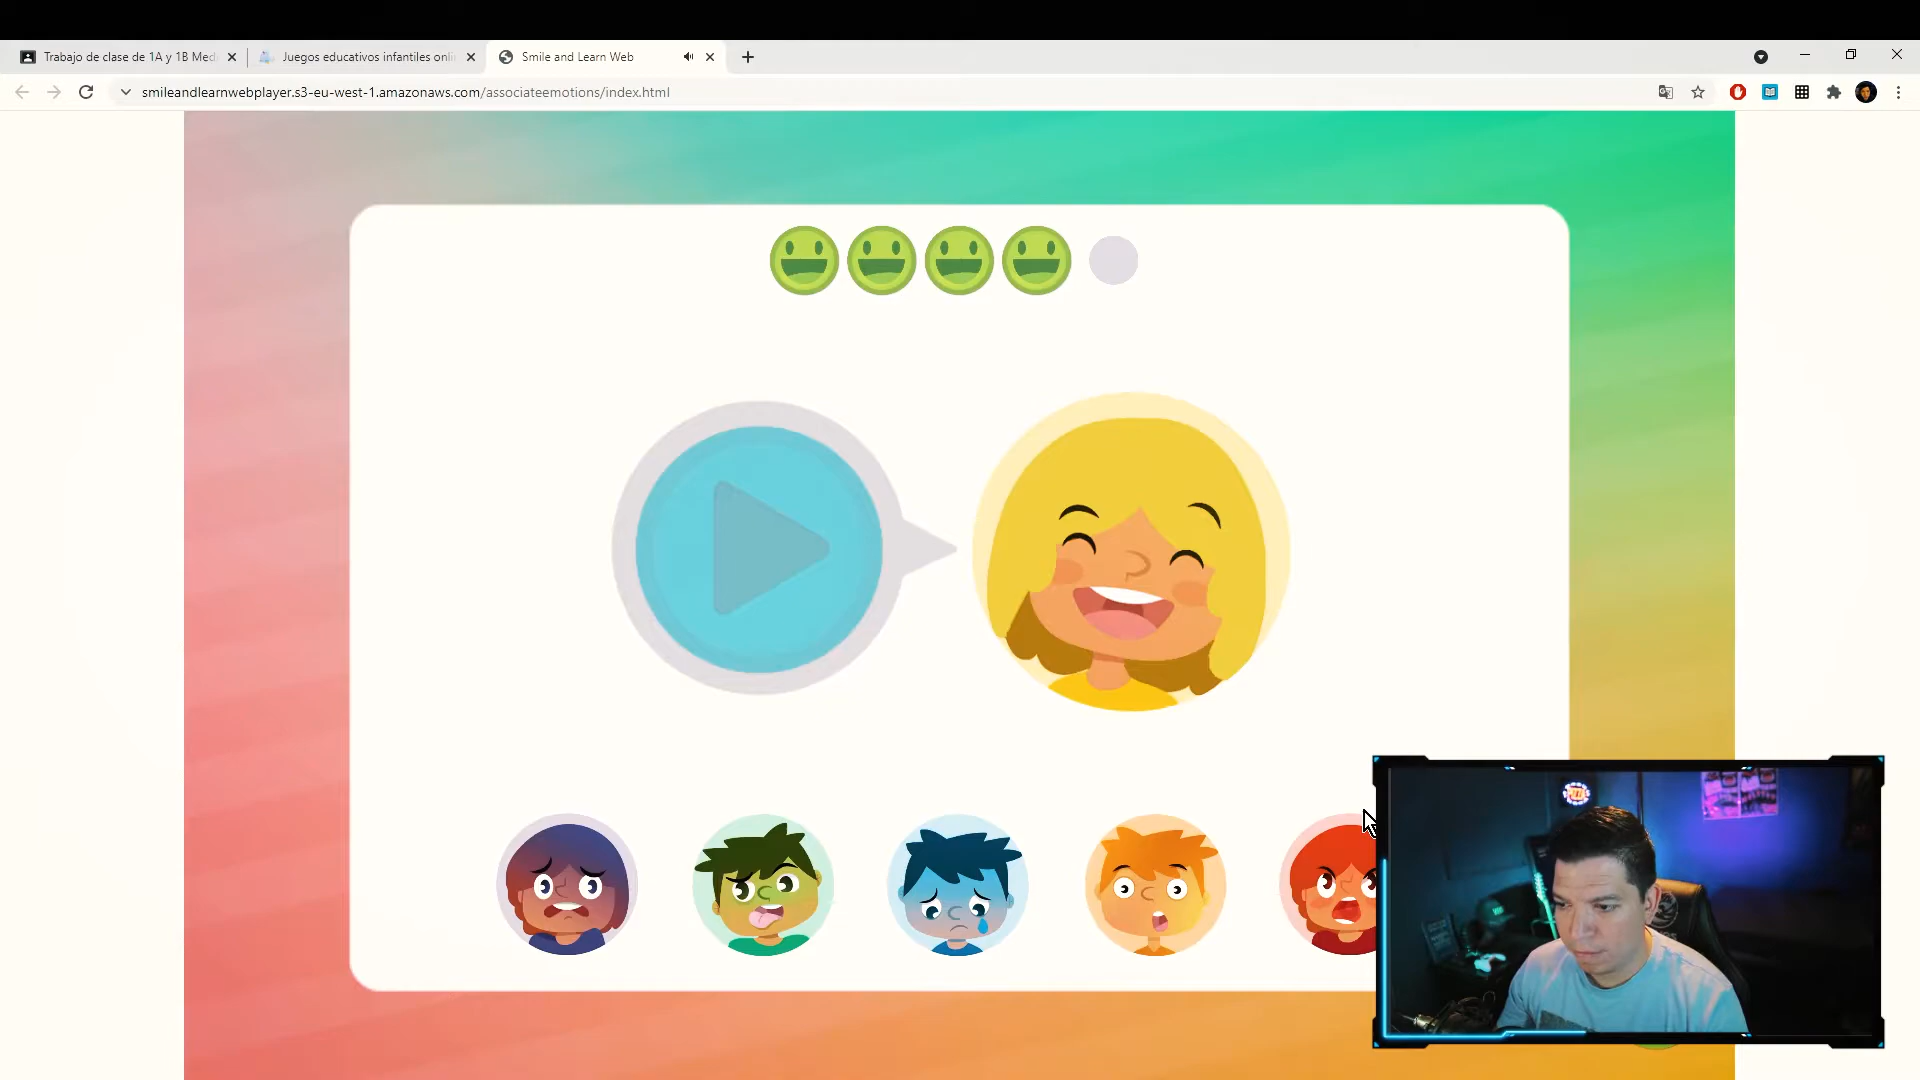 Trabajo de clase de 1A y 1B Med
Juegos educativos infantiles onli
Smile and Learn Web
smileandlearnwebplayer.s3-eu-west-1.amazonaws.com/associateemotions/index.html